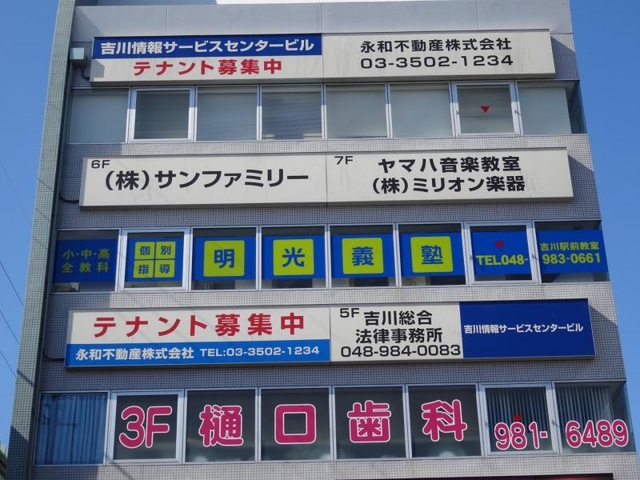 吉川情報サービスセンタービル
テナント募集中
永和不動産株式会社
03-3502-1234
6F
(株)サンファミリー
7F
ヤマハ音楽教室
(株)ミリオン楽器
小・中・高
全教科
個別
指導
明光義塾
TEL048-
吉川駅前教室
983-0661
テナント募集中
永和不動産株式会社 TEL:03-3502-1234
5F
吉川総合
法律事務所
048-984-0083
吉川情報サービスセンタービル
3F 樋口歯科 981-6489